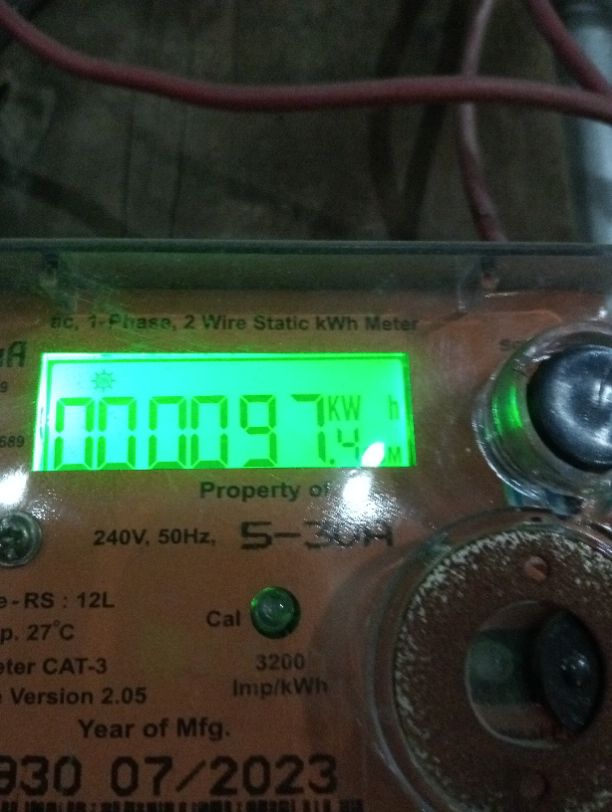 ac, 1-Phase, 2 Wire Static kWh Meter
000097.4 KW h
M
Property of
240V, 50Hz, 5-30A
e-RS : 12L
Cal
p. 27°C
3200
eter CAT-3
Imp/kWh
e Version 2.05
Year of Mfg.
930 07/2023